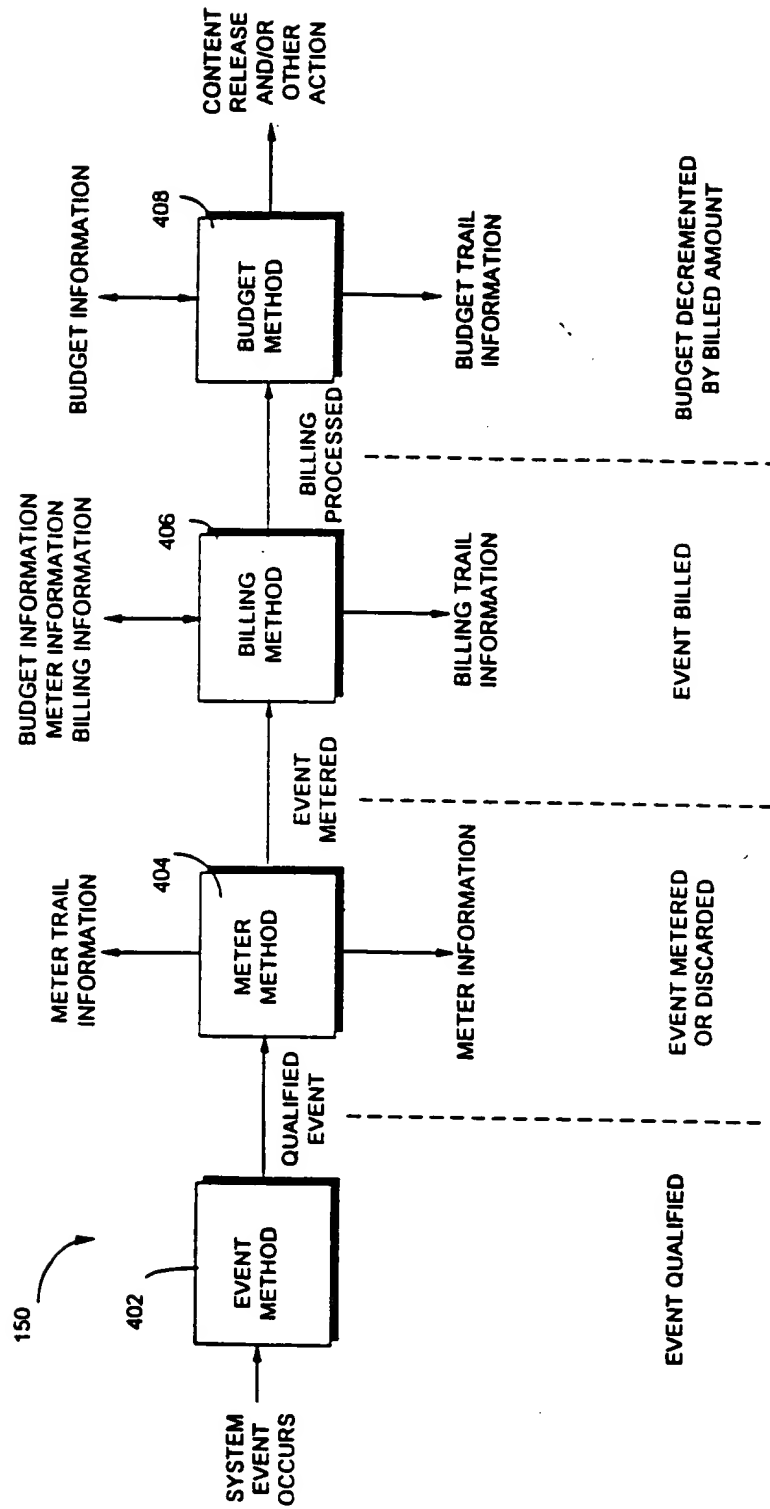 150
SYSTEM
EVENT
OCCURS
402
EVENT
METHOD
QUALIFIED
EVENT
METER TRAIL
INFORMATION
404
METER
METHOD
METER INFORMATION
EVENT
METERED
BUDGET INFORMATION
METER INFORMATION
BILLING INFORMATION
406
BILLING
METHOD
BILLING TRAIL
INFORMATION
BILLING
PROCESSED
BUDGET INFORMATION
408
BUDGET
METHOD
BUDGET TRAIL
INFORMATION
CONTENT
RELEASE
AND/OR
OTHER
ACTION
EVENT QUALIFIED
EVENT METERED
OR DISCARDED
EVENT BILLED
BUDGET DECREMENTED
BY BILLED AMOUNT